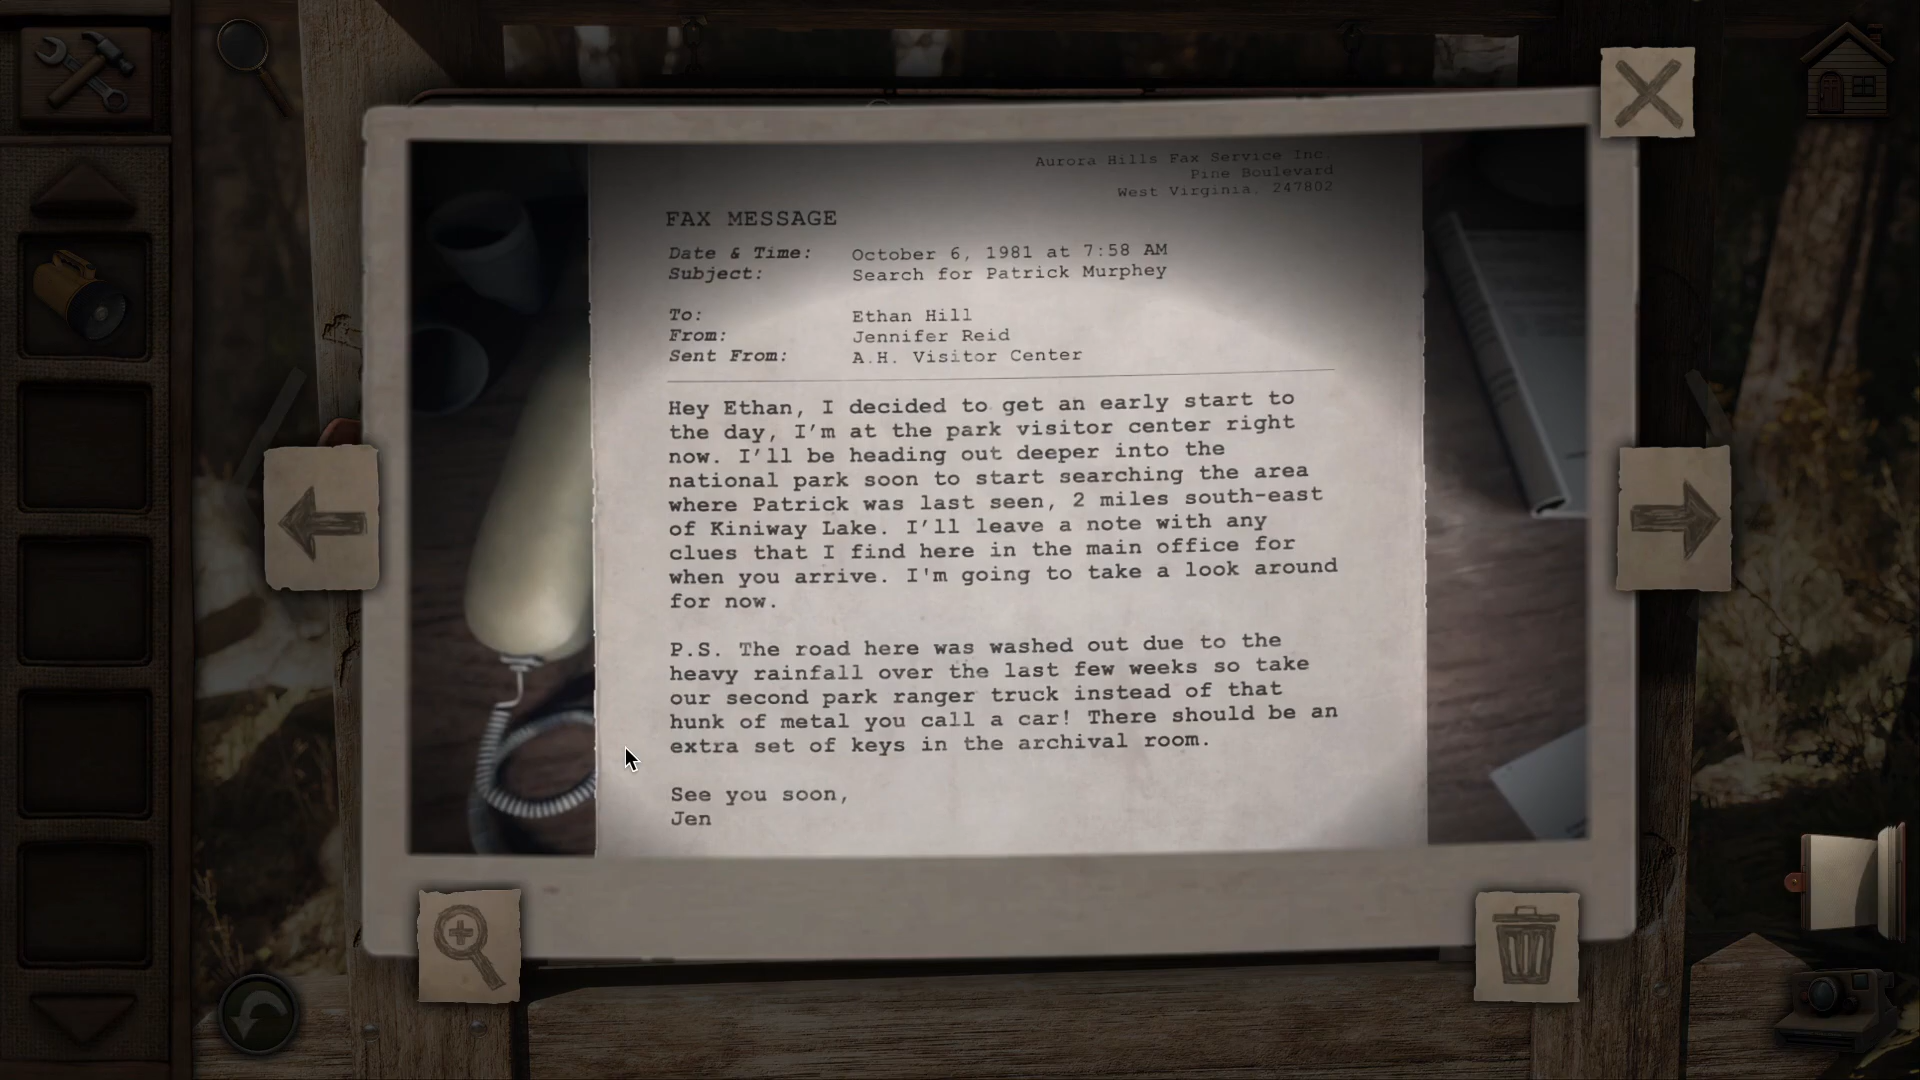 Aurora Hills Fax Service Inc.
Pine Boulevard
West Virginia, 247802
FAX MESSAGE
Date & Time: October 6, 1981 at 7:58 AM
Subject: Search for Patrick Murphey
To: Ethan Hill
From: Jennifer Reid
Sent From: A.H. Visitor Center
Hey Ethan, I decided to get an early start to
the day, I'm at the park visitor center right
now. I'll be heading out deeper into the
national park soon to start searching the area
where Patrick was last seen, 2 miles south-east
of Kiniway Lake. I'll leave a note with any
clues that I find here in the main office for
when you arrive. I'm going to take a look around
for now.
P.S. The road here was washed out due to the
heavy rainfall over the last few weeks so take
our second park ranger truck instead of that
hunk of metal you call a car! There should be an
extra set of keys in the archival room.
See you soon,
Jen